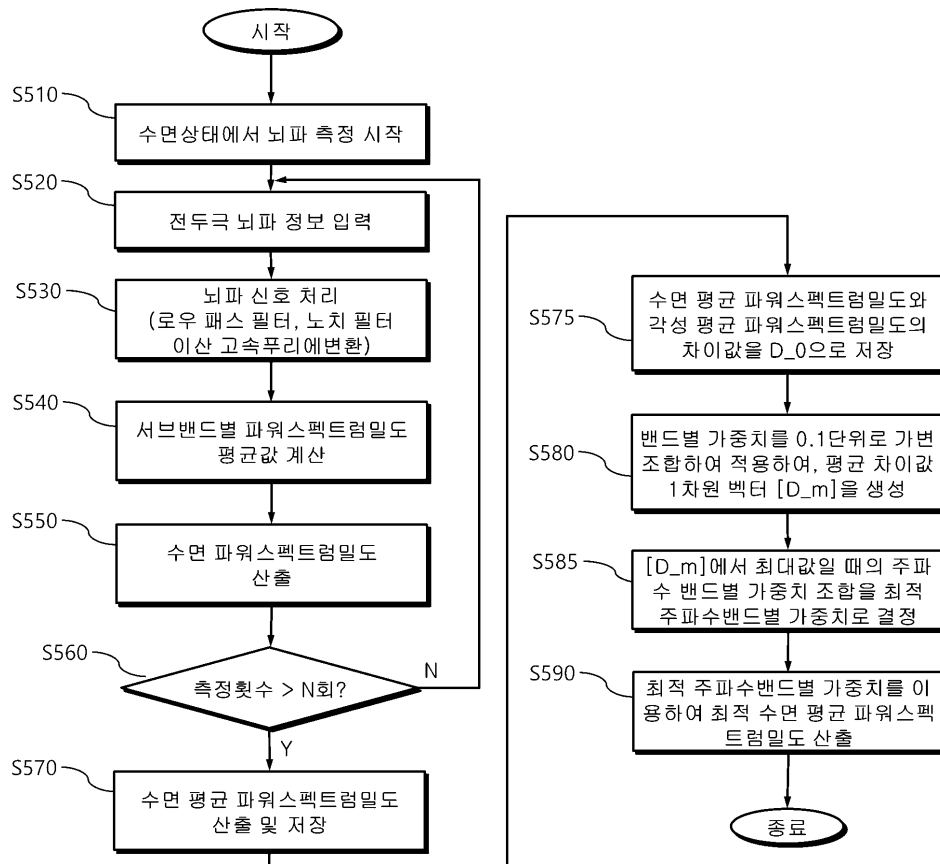 시작
S510
수면상태에서 뇌파 측정 시작
S520
전두극 뇌파 정보 입력
S530
뇌파 신호 처리
(로우 패스 필터, 노치 필터
이산 고속푸리에변환)
S540
서브밴드별 파워스펙트럼밀도
평균값 계산
S550
수면 파워스펙트럼밀도
산출
S560
측정횟수 > N회?
N
Y
S570
수면 평균 파워스펙트럼밀도
산출 및 저장
S575
수면 평균 파워스펙트럼밀도와
각성 평균 파워스펙트럼밀도의
차이값을 D_0으로 저장
S580
밴드별 가중치를 0.1단위로 가변
조합하여 적용하여, 평균 차이값
1차원 벡터 [D_m]을 생성
S585
[D_m]에서 최대값일 때의 주파
수 밴드별 가중치 조합을 최적
주파수밴드별 가중치로 결정
S590
최적 주파수밴드별 가중치를 이
용하여 최적 수면 평균 파워스펙
트럼밀도 산출
종료